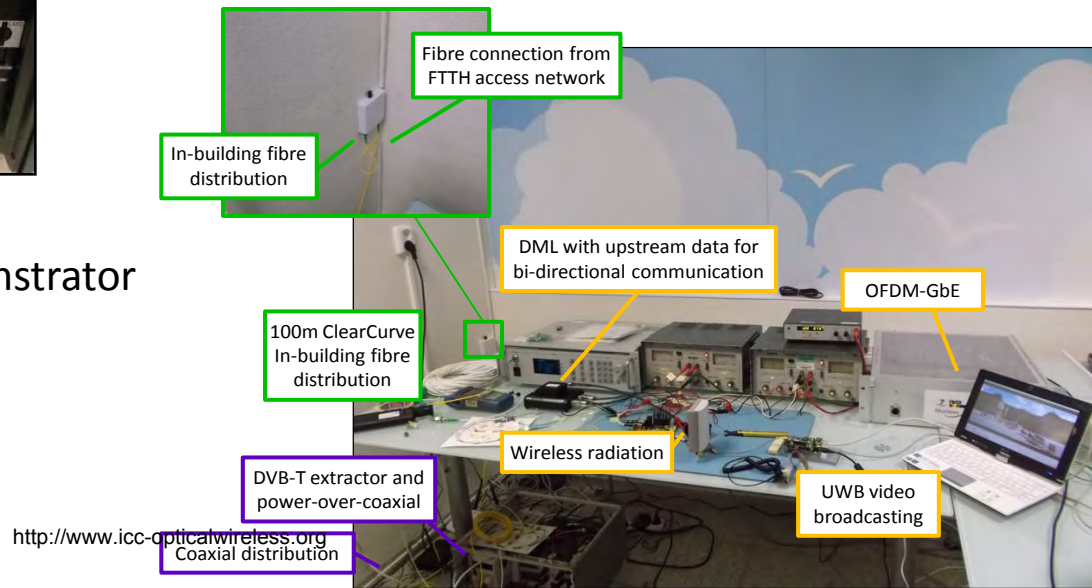 Fibre connection from
FTTH access network
In-building fibre
distribution
nstrator
DML with upstream data for
bi-directional communication
OFDM-GbE
100m ClearCurve
In-building fibre
distribution
Wireless radiation
DVB-T extractor and
power-over-coaxial
UWB video
broadcasting
http://www.icc-opticalwireless.org
Coaxial distribution